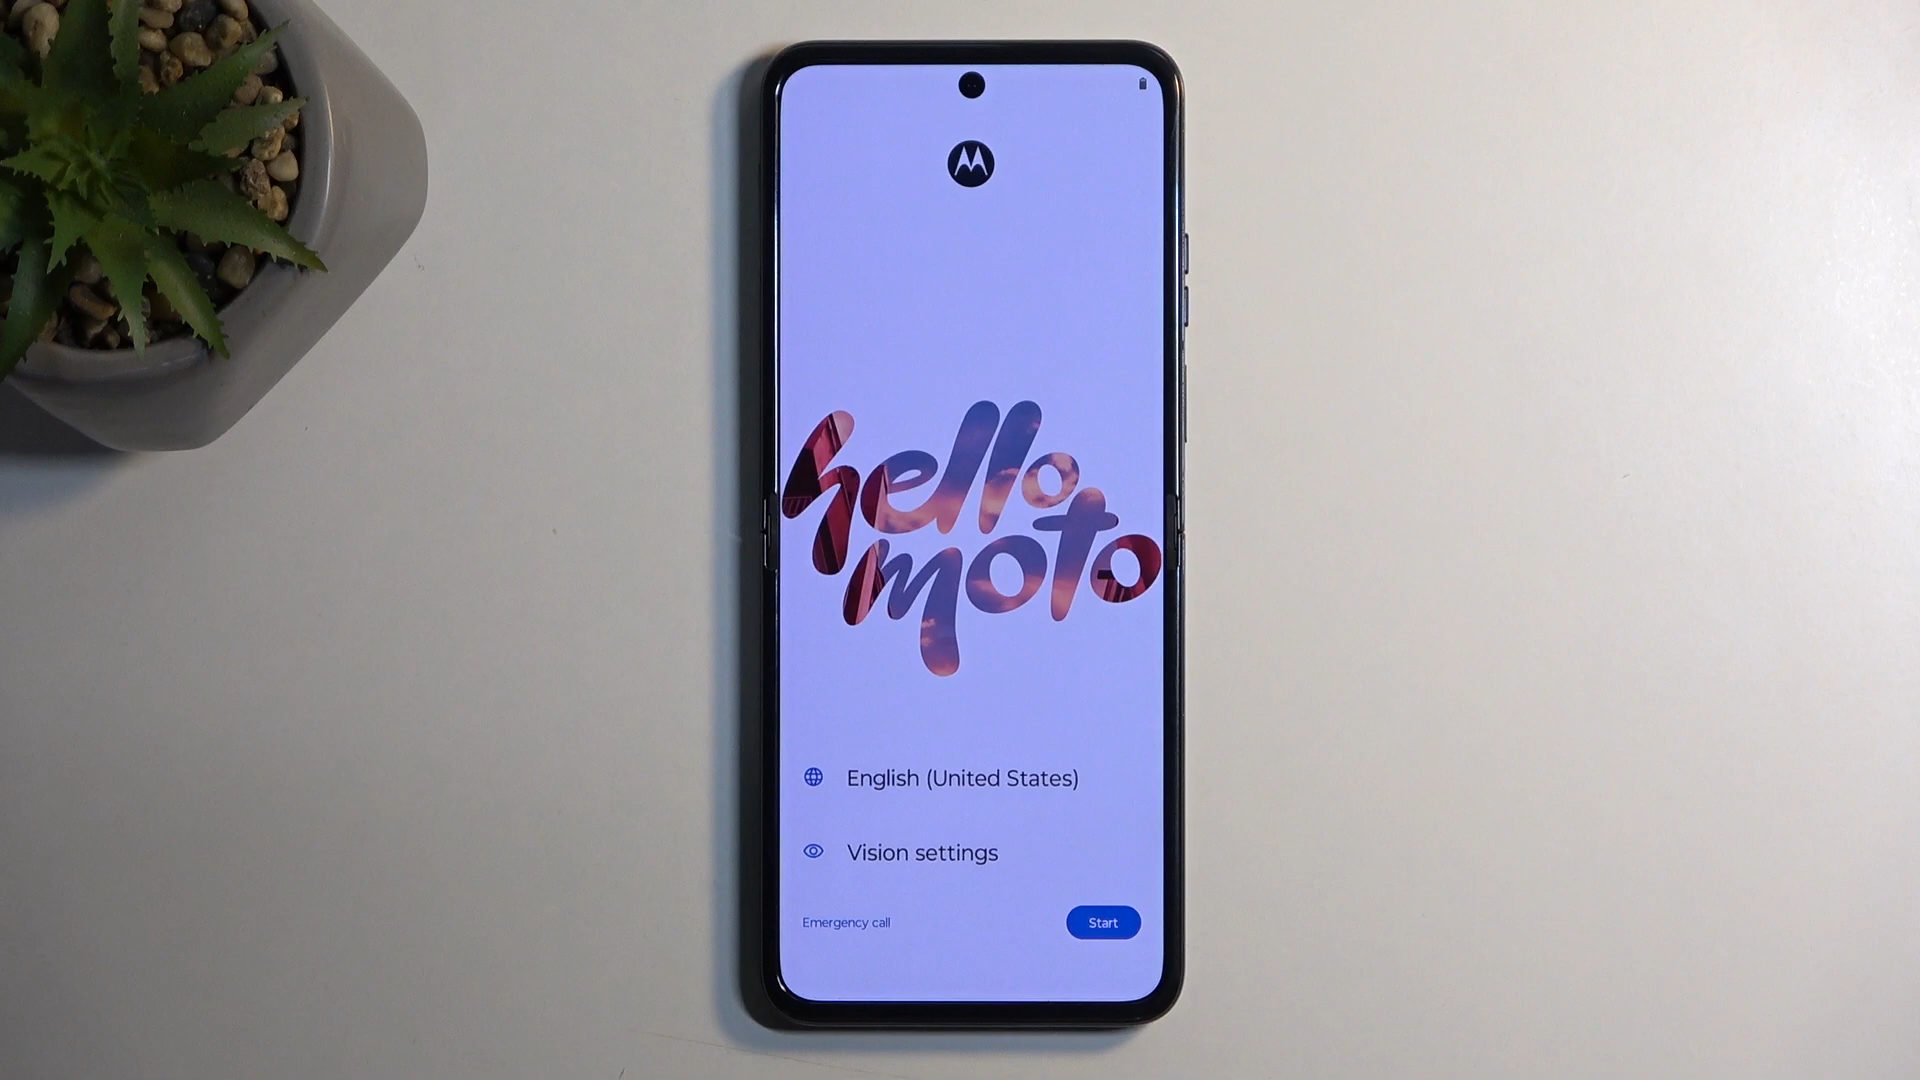 hello
moto
English (United States)
Vision settings
Emergency call
Start